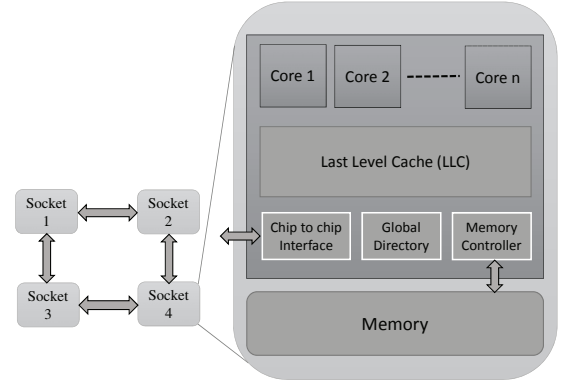 Core 1
Core 2
Core n
Last Level Cache (LLC)
Chip to chip
Interface
Global
Directory
Memory
Controller
Memory
Socket
1
Socket
2
Socket
3
Socket
4